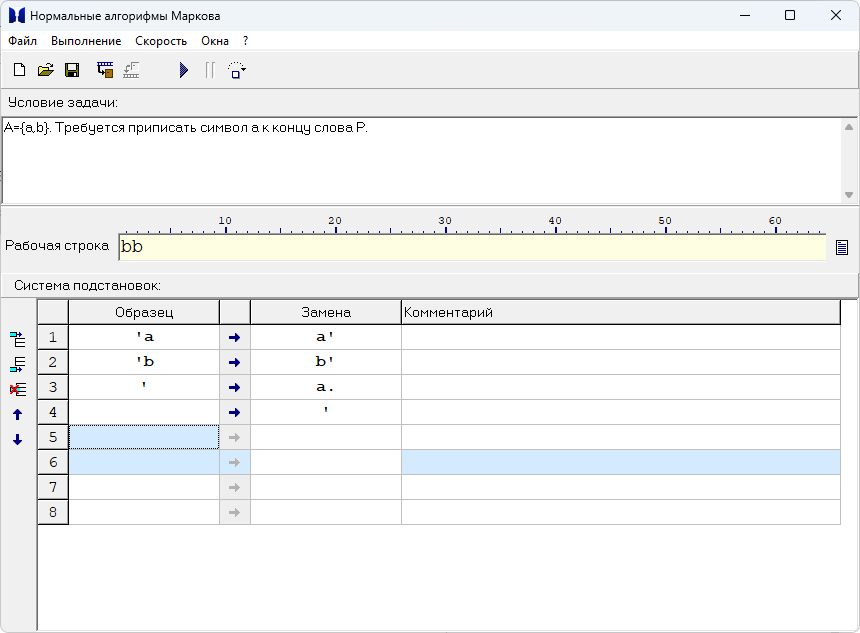 Нормальные алгорифмы Маркова
Файл Выполнение Скорость Окна ?
Условие задачи:
A={a,b}. Требуется приписать символ a к концу слова P.
10 20 30 40 50 60
Рабочая строка bb
Система подстановок:
Образец Замена Комментарий
1 'a → a'
2 'b → b'
3 ' → a.
4 → '
5 →
6 →
7 →
8 →